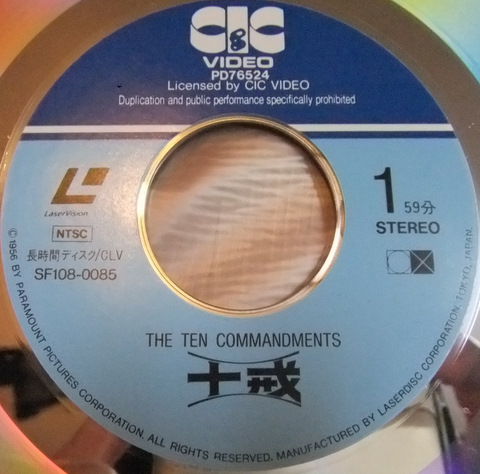 CIC
&
VIDEO
PD76524
Licensed by CIC VIDEO
Duplication and public performance specifically prohibited
L
LaserVision
NTSC
長時間ディスク/CLV
SF108-0085
1 59分
STEREO
THE TEN COMMANDMENTS
十戒
©1956 BY PARAMOUNT PICTURES CORPORATION. ALL RIGHTS RESERVED. MANUFACTURED BY LASERDISC CORPORATION, TOKYO, JAPAN.